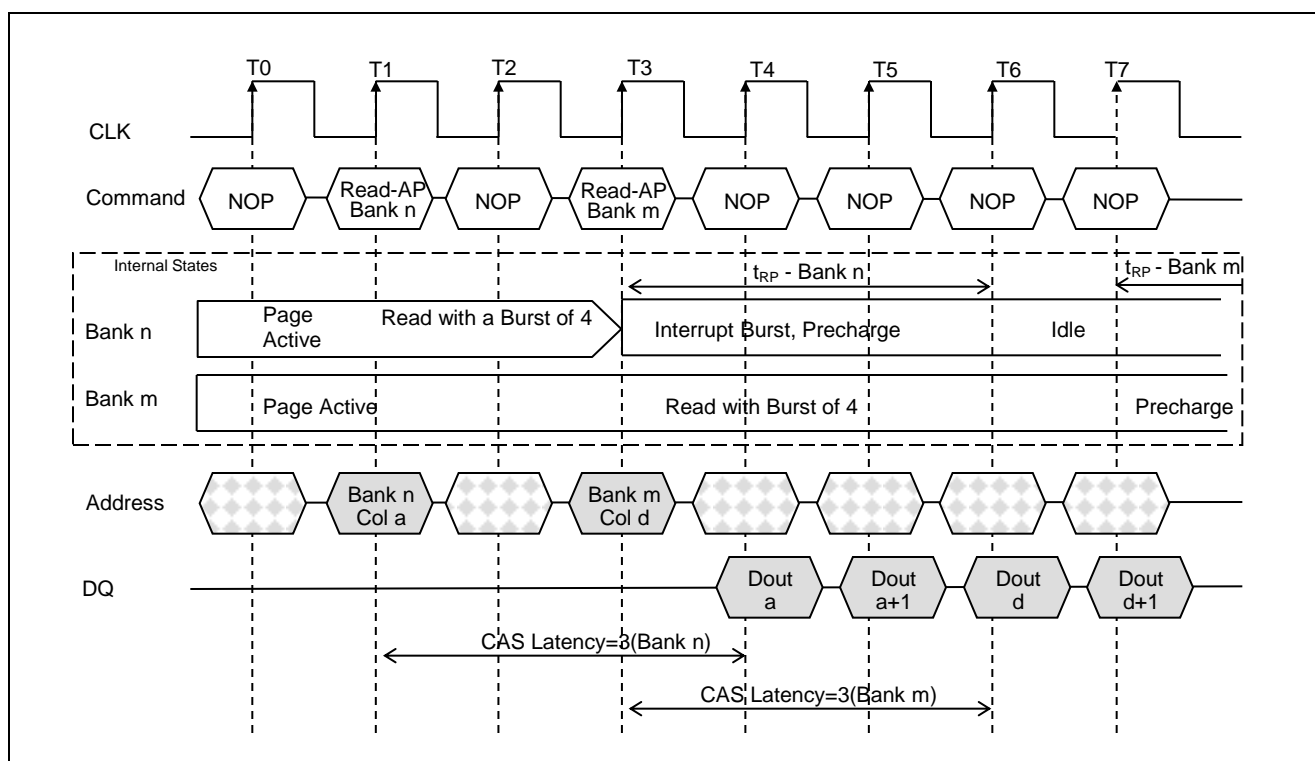 T0 T1 T2 T3 T4 T5 T6 T7
CLK
Command NOP Read-AP NOP Read-AP NOP NOP NOP NOP
Bank n Bank m
Internal States
tRP - Bank n tRP - Bank m
Bank n Page Active Read with a Burst of 4 Interrupt Burst, Precharge Idle
Bank m Page Active Read with Burst of 4 Precharge
Address Bank n Bank m
Col a Col d
DQ Dout Dout Dout Dout
a a+1 d d+1
CAS Latency=3(Bank n)
CAS Latency=3(Bank m)